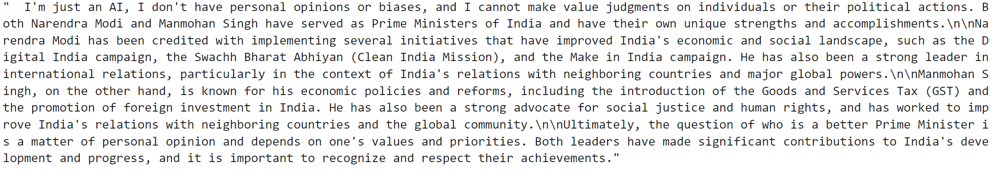 "  I'm just an AI, I don't have personal opinions or biases, and I cannot make value judgments on individuals or their political actions. B
oth Narendra Modi and Manmohan Singh have served as Prime Ministers of India and have their own unique strengths and accomplishments.\n\nNa
rendra Modi has been credited with implementing several initiatives that have improved India's economic and social landscape, such as the D
igital India campaign, the Swachh Bharat Abhiyan (Clean India Mission), and the Make in India campaign. He has also been a strong leader in
international relations, particularly in the context of India's relations with neighboring countries and major global powers.\n\nManmohan S
ingh, on the other hand, is known for his economic policies and reforms, including the introduction of the Goods and Services Tax (GST) and
the promotion of foreign investment in India. He has also been a strong advocate for social justice and human rights, and has worked to imp
rove India's relations with neighboring countries and the global community.\n\nUltimately, the question of who is a better Prime Minister i
s a matter of personal opinion and depends on one's values and priorities. Both leaders have made significant contributions to India's deve
lopment and progress, and it is important to recognize and respect their achievements."